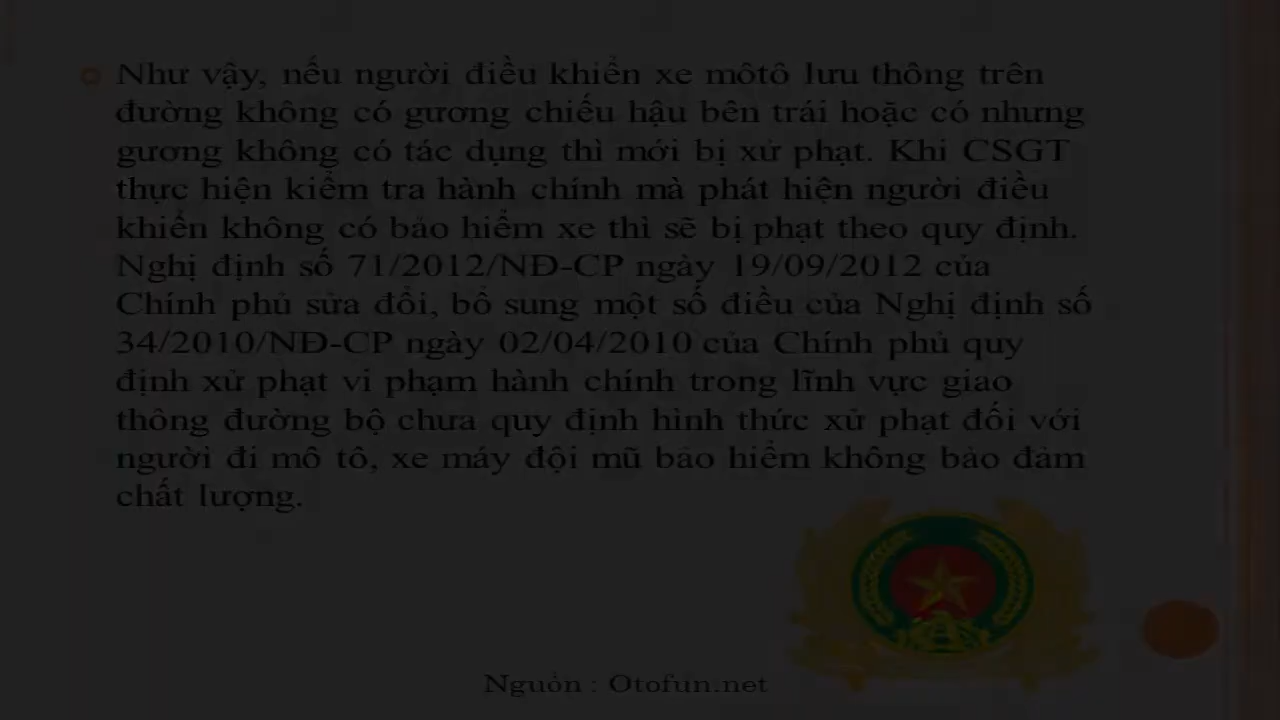 Như vậy, nếu người điều khiển xe môtô lưu thông trên
đường không có gương chiếu hậu bên trái hoặc có nhưng
gương không có tác dụng thì mới bị xử phạt. Khi CSGT
thực hiện kiểm tra hành chính mà phát hiện người điều
khiển không có bảo hiểm xe thì sẽ bị phạt theo quy định.
Nghị định số 71/2012/NĐ-CP ngày 19/09/2012 của
Chính phủ sửa đổi, bổ sung một số điều của Nghị định số
34/2010/NĐ-CP ngày 02/04/2010 của Chính phủ quy
định xử phạt vi phạm hành chính trong lĩnh vực giao
thông đường bộ chưa quy định hình thức xử phạt đối với
người đi mô tô, xe máy đội mũ bảo hiểm không bảo đảm
chất lượng.
Nguồn : Otofun.net